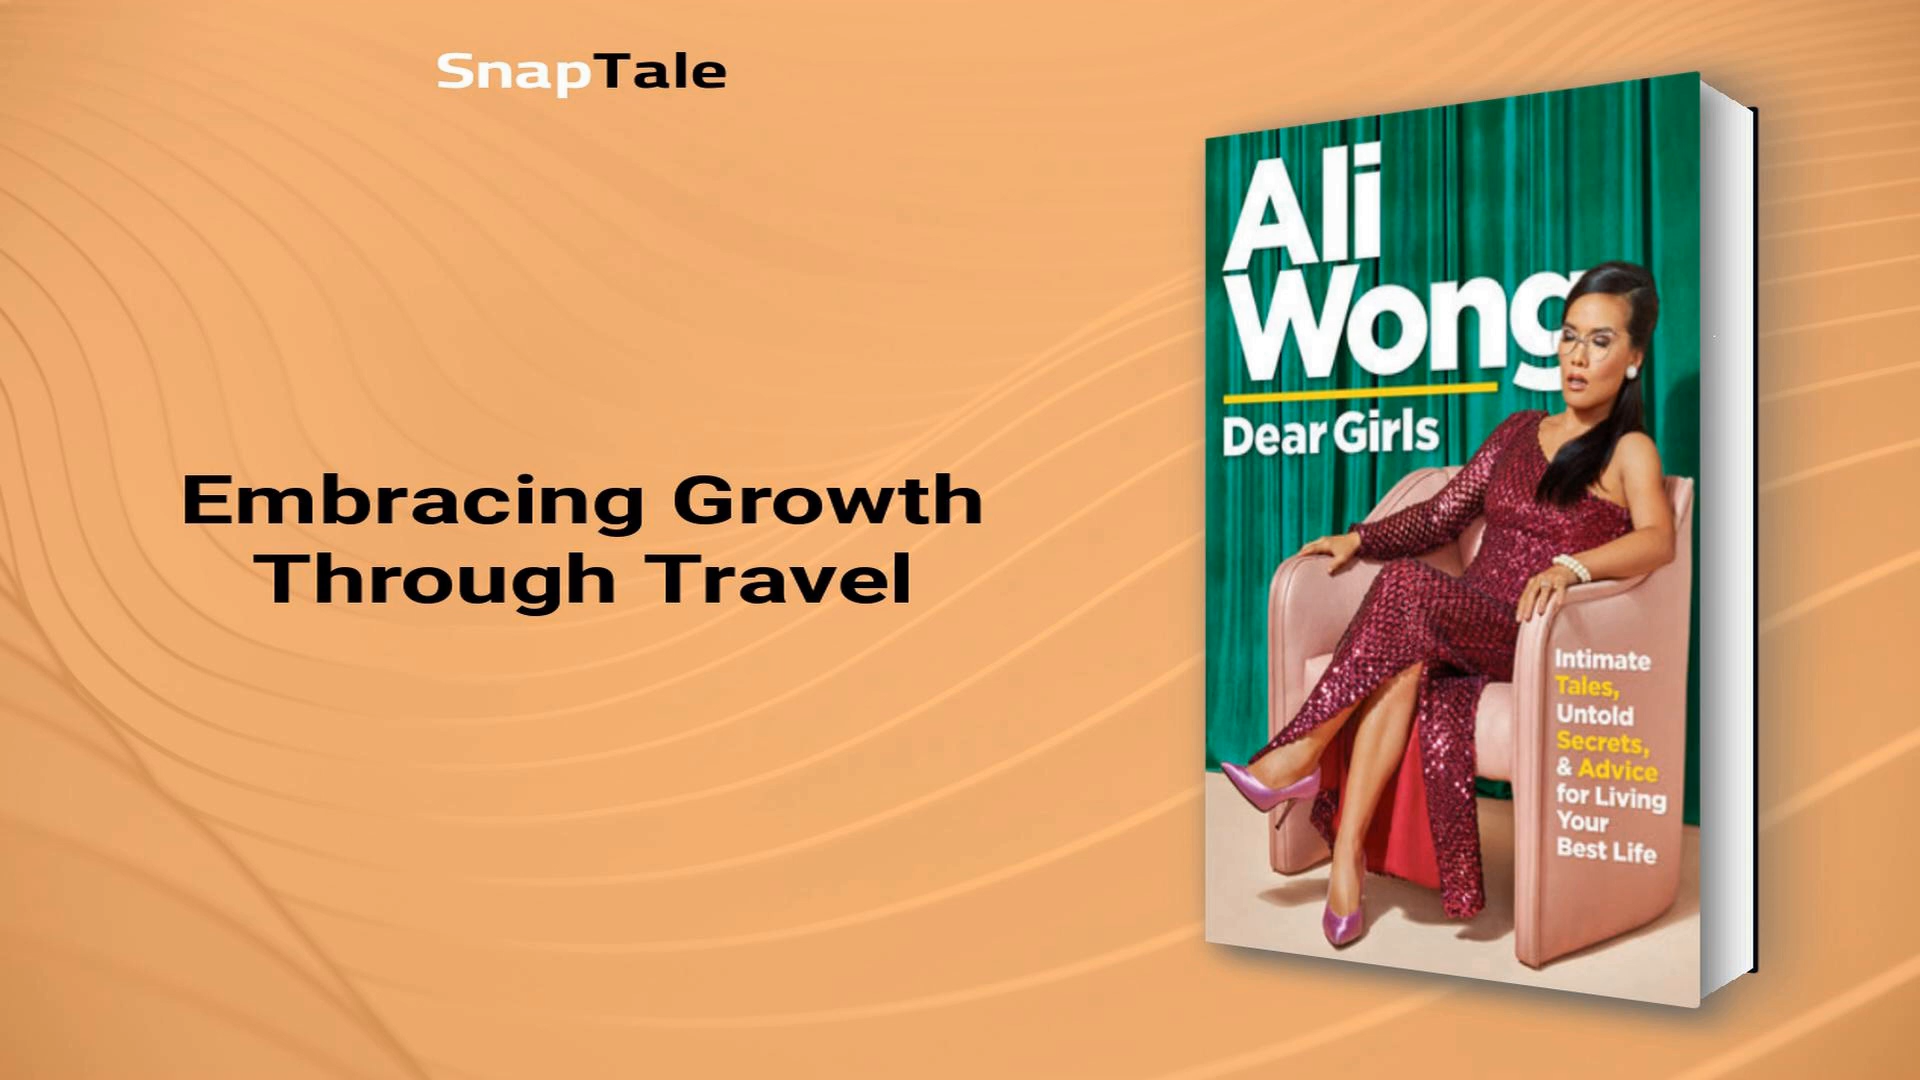 SnapTale
Embracing Growth
Through Travel
Ali
Wong
Dear Girls
Intimate
Tales,
Untold
Secrets,
& Advice
for Living
Your
Best Life